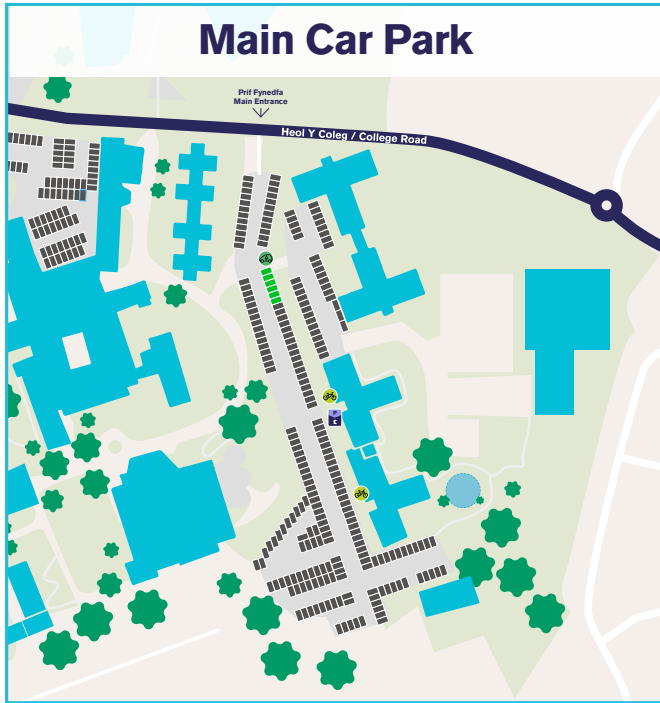 Main Car Park
Prif Fynedfa
Main Entrance
Heol Y Coleg / College Road
P
€